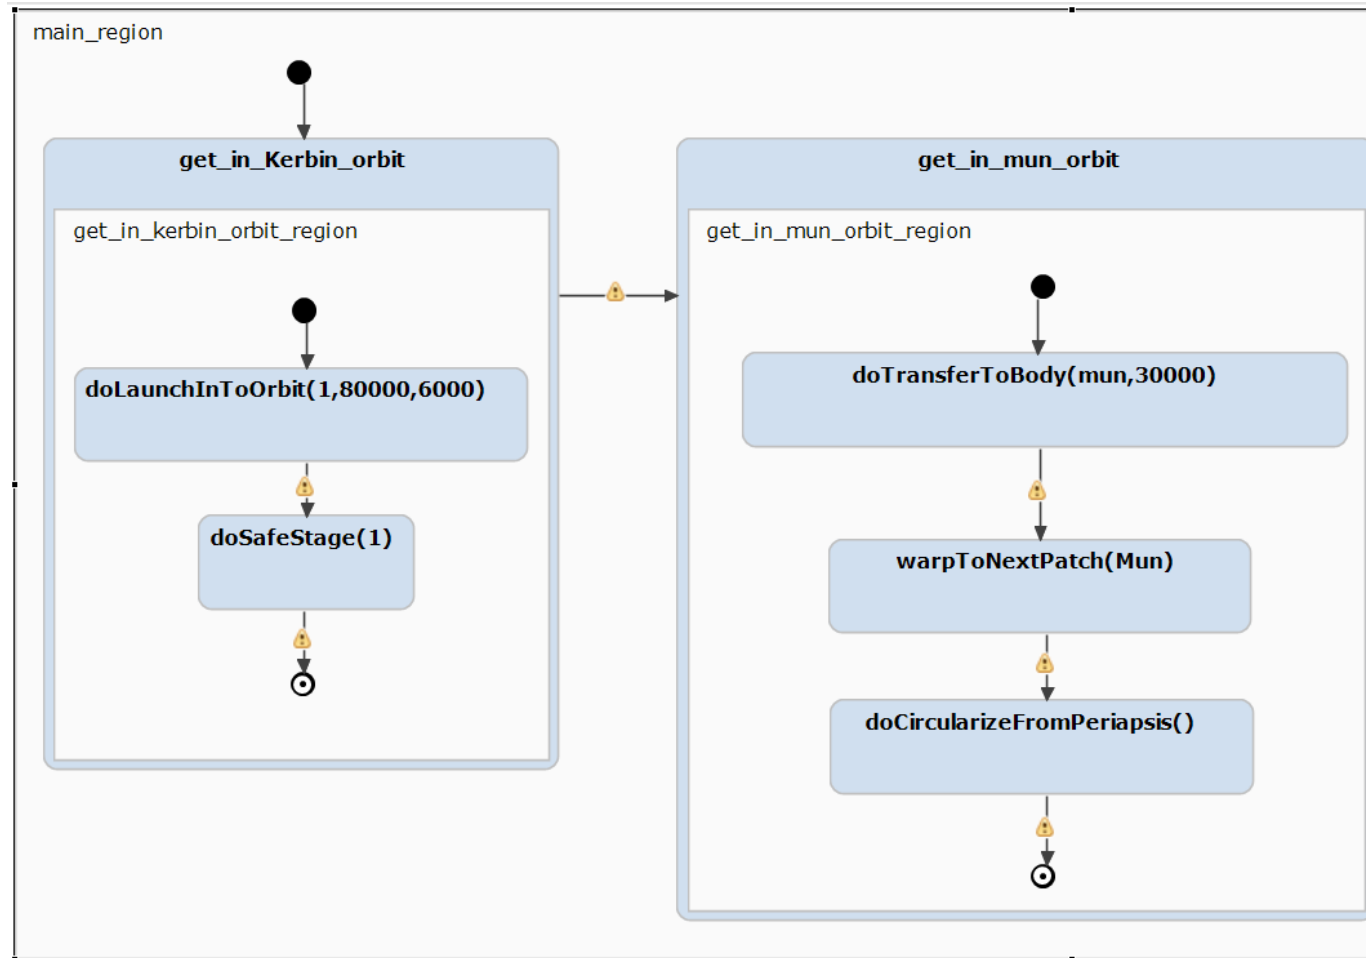 main_region
get_in_Kerbin_orbit
get_in_kerbin_orbit_region
doLaunchInToOrbit(1,80000,6000)
doSafeStage(1)
get_in_mun_orbit
get_in_mun_orbit_region
doTransferToBody(mun,30000)
warpToNextPatch(Mun)
doCircularizeFromPeriapsis()